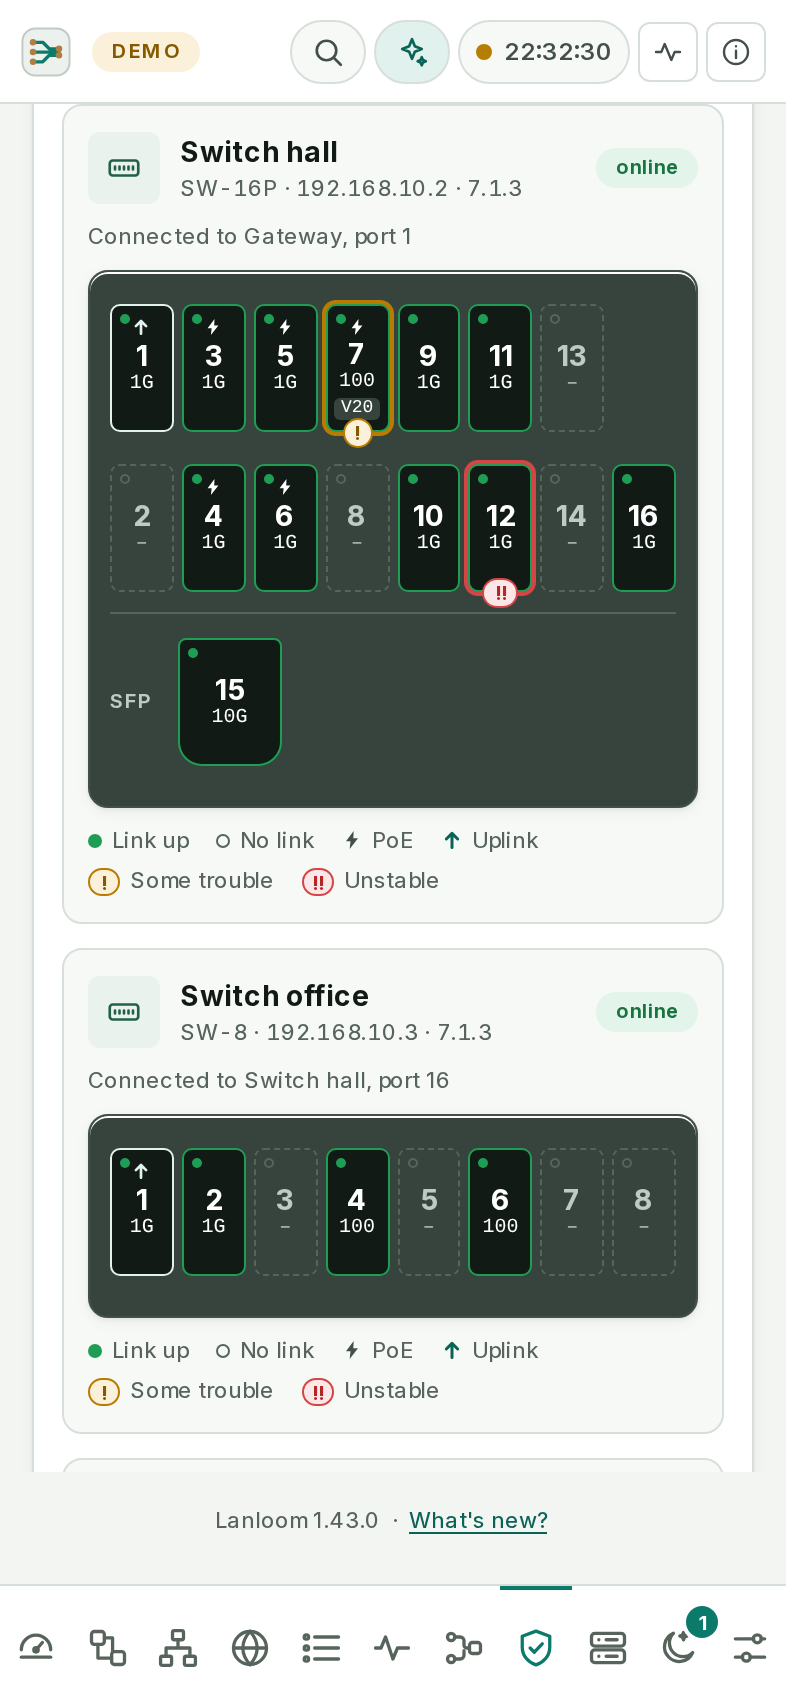 DEMO
22:32:30
Switch hall
SW-16P · 192.168.10.2 · 7.1.3
online
Connected to Gateway, port 1
1 3 5 7 9 11 13
1G 1G 1G 100 1G 1G –
V20
!
2 4 6 8 10 12 14 16
– 1G 1G – 1G 1G – 1G
!!
SFP
15
10G
Link up No link PoE Uplink
! Some trouble !! Unstable
Switch office
SW-8 · 192.168.10.3 · 7.1.3
online
Connected to Switch hall, port 16
1 2 3 4 5 6 7 8
1G 1G – 100 – 100 – –
Link up No link PoE Uplink
! Some trouble !! Unstable
Lanloom 1.43.0 · What's new?
1